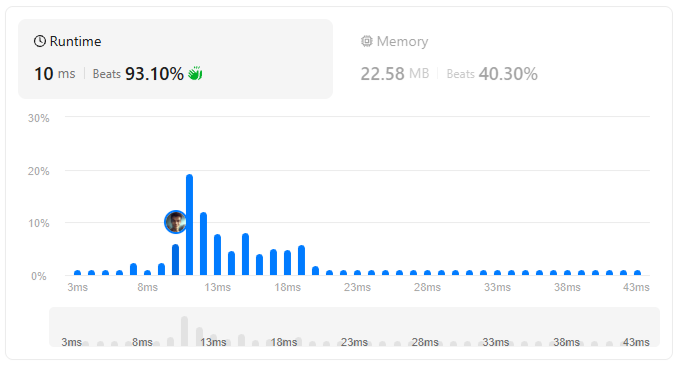 Runtime
Memory
10 ms | Beats 93.10%
22.58 MB | Beats 40.30%
30%
20%
10%
0%
3ms 8ms 13ms 18ms 23ms 28ms 33ms 38ms 43ms
3ms 8ms 13ms 18ms 23ms 28ms 33ms 38ms 43ms